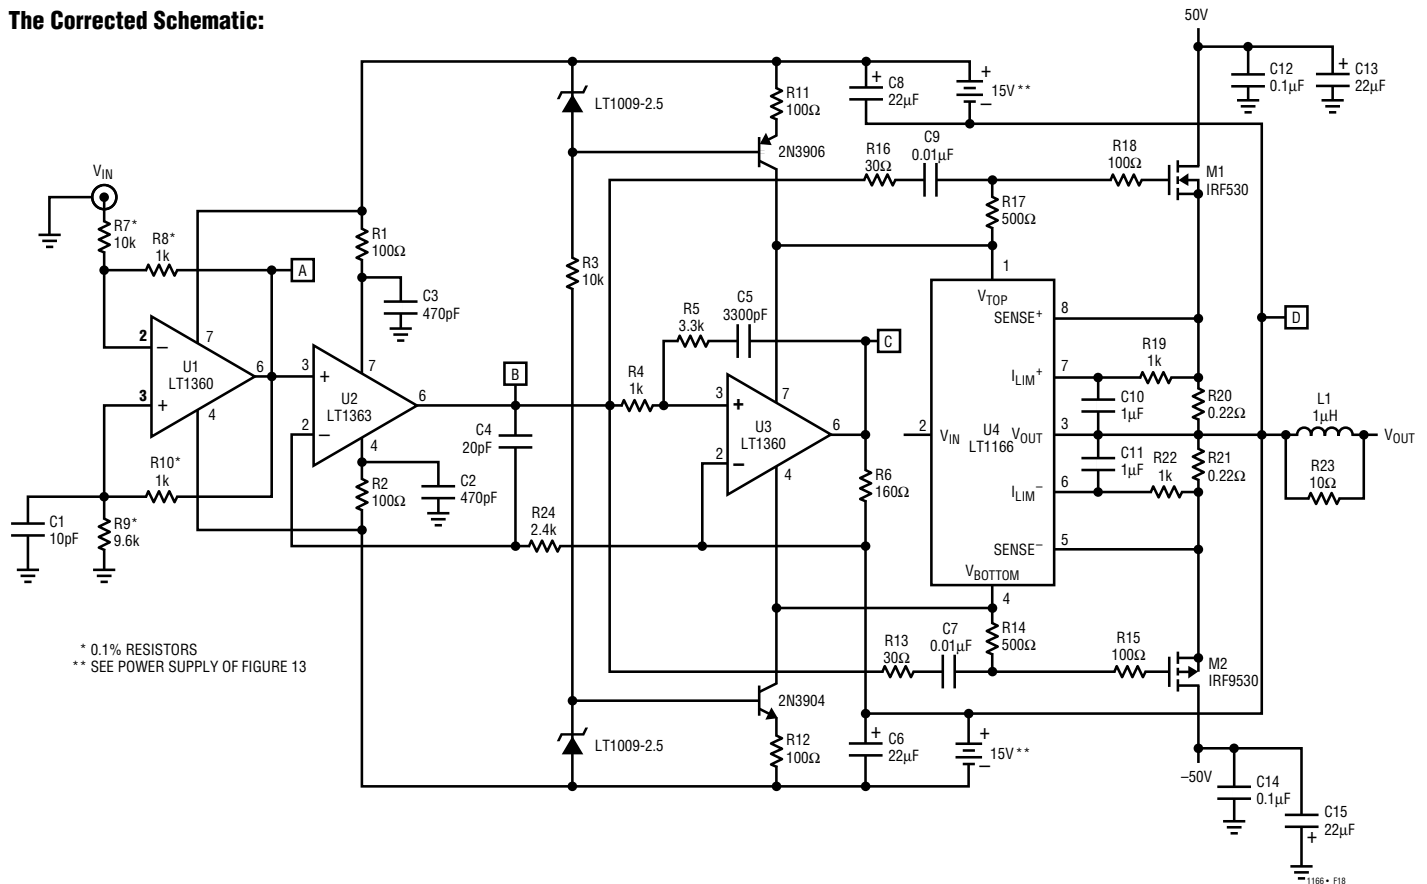 The Corrected Schematic:
50V
C12
0.1µF
+
C13
22µF
LT1009-2.5
R11
100Ω
+
C8
22µF
+
15V **
–
2N3906
C9
0.01µF
R16
30Ω
R18
100Ω
M1
IRF530
VIN
R7*
10k
R8*
1k
A
R1
100Ω
R17
500Ω
R3
10k
1
C3
470pF
VTOP
SENSE+
8
D
C5
3300pF
R5
3.3k
C
2
–
7
U1
LT1360
6
3
+
4
3
+
7
U2
LT1363
6
2
–
4
B
R4
1k
3
+
7
U3
LT1360
6
2
–
4
7
ILIM+
R19
1k
R20
0.22Ω
C10
1µF
L1
1µH
2
VIN
U4
LT1166
VOUT
3
VOUT
C4
20pF
C11
1µF
R22
1k
R21
0.22Ω
R23
10Ω
6
ILIM–
R10*
1k
R2
100Ω
C2
470pF
R6
160Ω
C1
10pF
R9*
9.6k
R24
2.4k
SENSE–
5
VBOTTOM
4
* 0.1% RESISTORS
** SEE POWER SUPPLY OF FIGURE 13
R13
30Ω
C7
0.01µF
R14
500Ω
R15
100Ω
M2
IRF9530
2N3904
LT1009-2.5
R12
100Ω
+
C6
22µF
+
15V **
–
–50V
C14
0.1µF
C15
22µF
+
1166 • F18